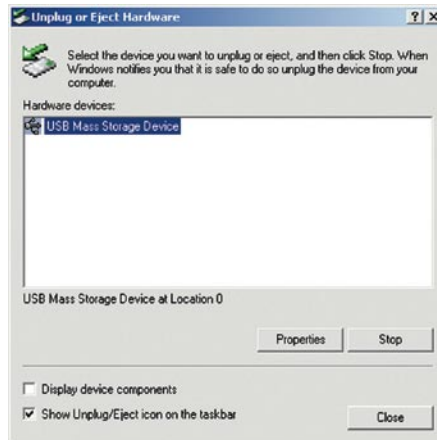 Unplug or Eject Hardware
Select the device you want to unplug or eject, and then click Stop. When
Windows notifies you that it is safe to do so unplug the device from your
computer.
Hardware devices:
USB Mass Storage Device
USB Mass Storage Device at Location 0
Properties
Stop
Display device components
Show Unplug/Eject icon on the taskbar
Close